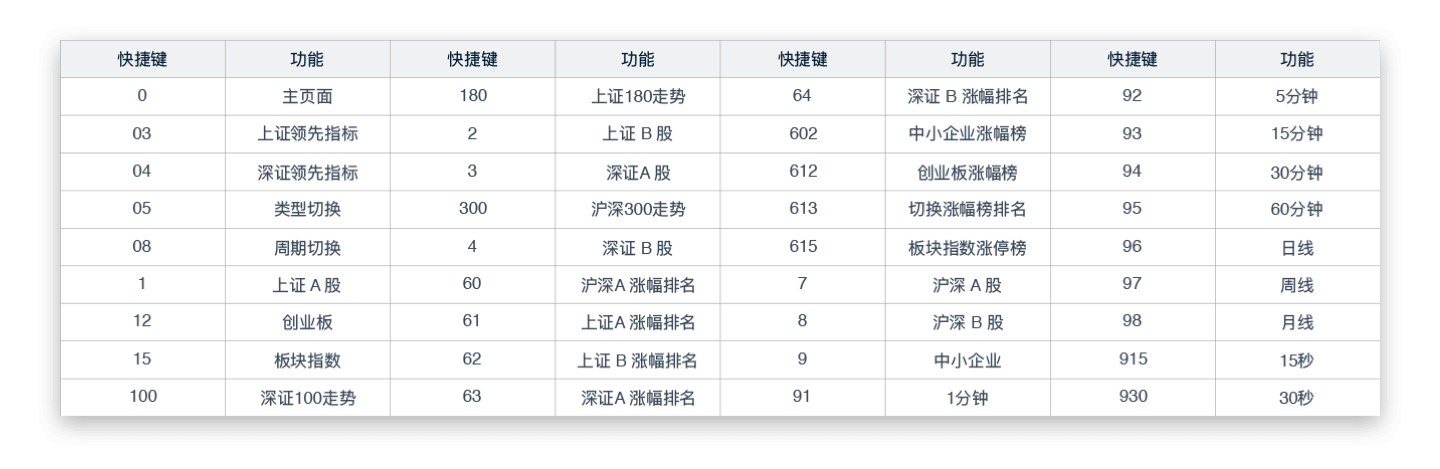 快捷键 功能 快捷键 功能 快捷键 功能 快捷键 功能
0 主页面 180 上证180走势 64 深证 B 涨幅排名 92 5分钟
03 上证领先指标 2 上证 B 股 602 中小企业涨幅榜 93 15分钟
04 深证领先指标 3 深证A 股 612 创业板涨幅榜 94 30分钟
05 类型切换 300 沪深300走势 613 切换涨幅榜排名 95 60分钟
08 周期切换 4 深证 B 股 615 板块指数涨停榜 96 日线
1 上证 A 股 60 沪深A 涨幅排名 7 沪深 A 股 97 周线
12 创业板 61 上证A 涨幅排名 8 沪深 B 股 98 月线
15 板块指数 62 上证 B 涨幅排名 9 中小企业 915 15秒
100 深证100走势 63 深证A 涨幅排名 91 1分钟 930 30秒